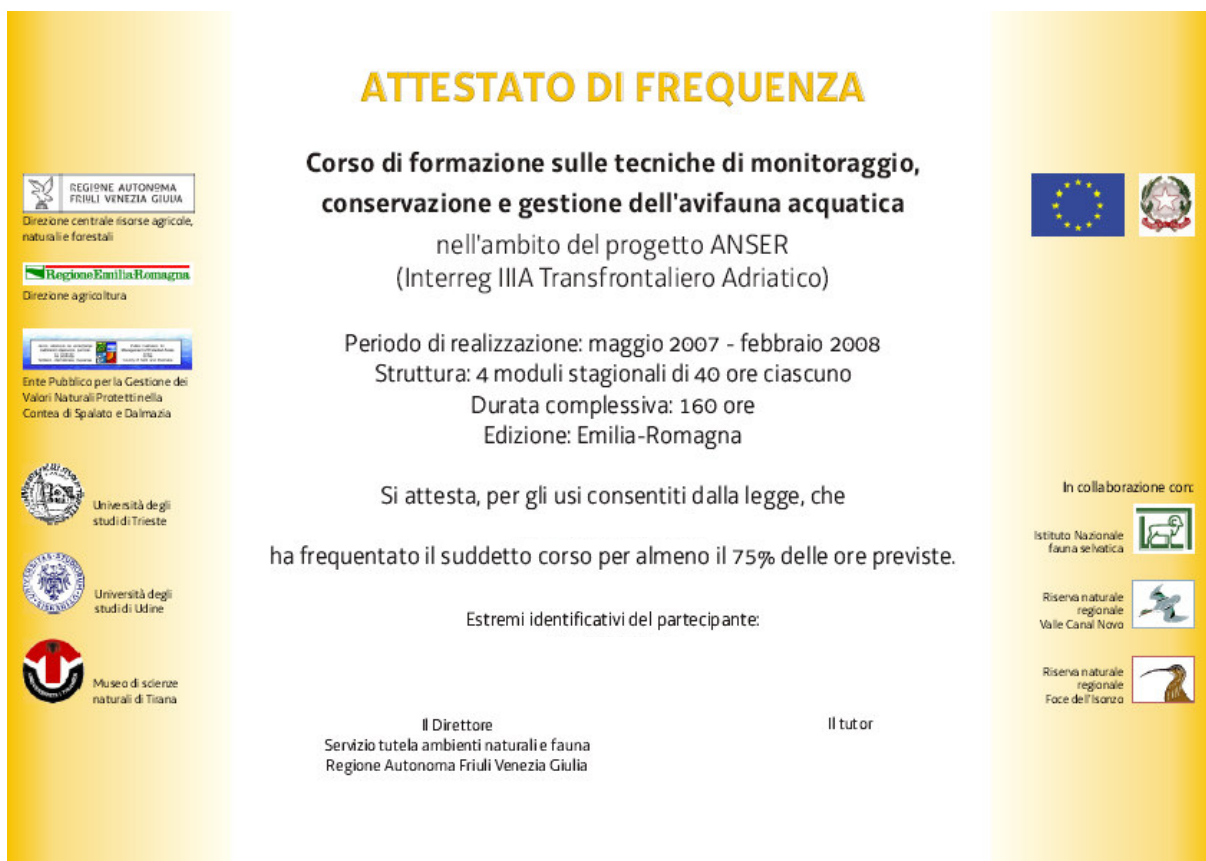 ATTESTATO DI FREQUENZA
Corso di formazione sulle tecniche di monitoraggio,
conservazione e gestione dell'avifauna acquatica
nell'ambito del progetto ANSER
(Interreg IIIA Transfrontaliero Adriatico)
Periodo di realizzazione: maggio 2007 - febbraio 2008
Struttura: 4 moduli stagionali di 40 ore ciascuno
Durata complessiva: 160 ore
Edizione: Emilia-Romagna
Si attesta, per gli usi consentiti dalla legge, che
ha frequentato il suddetto corso per almeno il 75% delle ore previste.
Estremi identificativi del partecipante:
Il Direttore
Servizio tutela ambienti naturali e fauna
Regione Autonoma Friuli Venezia Giulia
Il tutor
REGIONE AUTONOMA
FRIULI VENEZIA GIULIA
Direzione centrale risorse agricole,
naturali e forestali
RegioneEmiliaRomagna
Direzione agricoltura
Ente Pubblico per la Gestione dei
Valori Naturali Protetti nella
Contea di Spalato e Dalmazia
Università degli
studi di Trieste
Università degli
studi di Udine
Museo di scienze
naturali di Tirana
In collaborazione con:
Istituto Nazionale
fauna selvatica
Riserva naturale
regionale
Valle Canal Novo
Riserva naturale
regionale
Foce dell'Isonzo